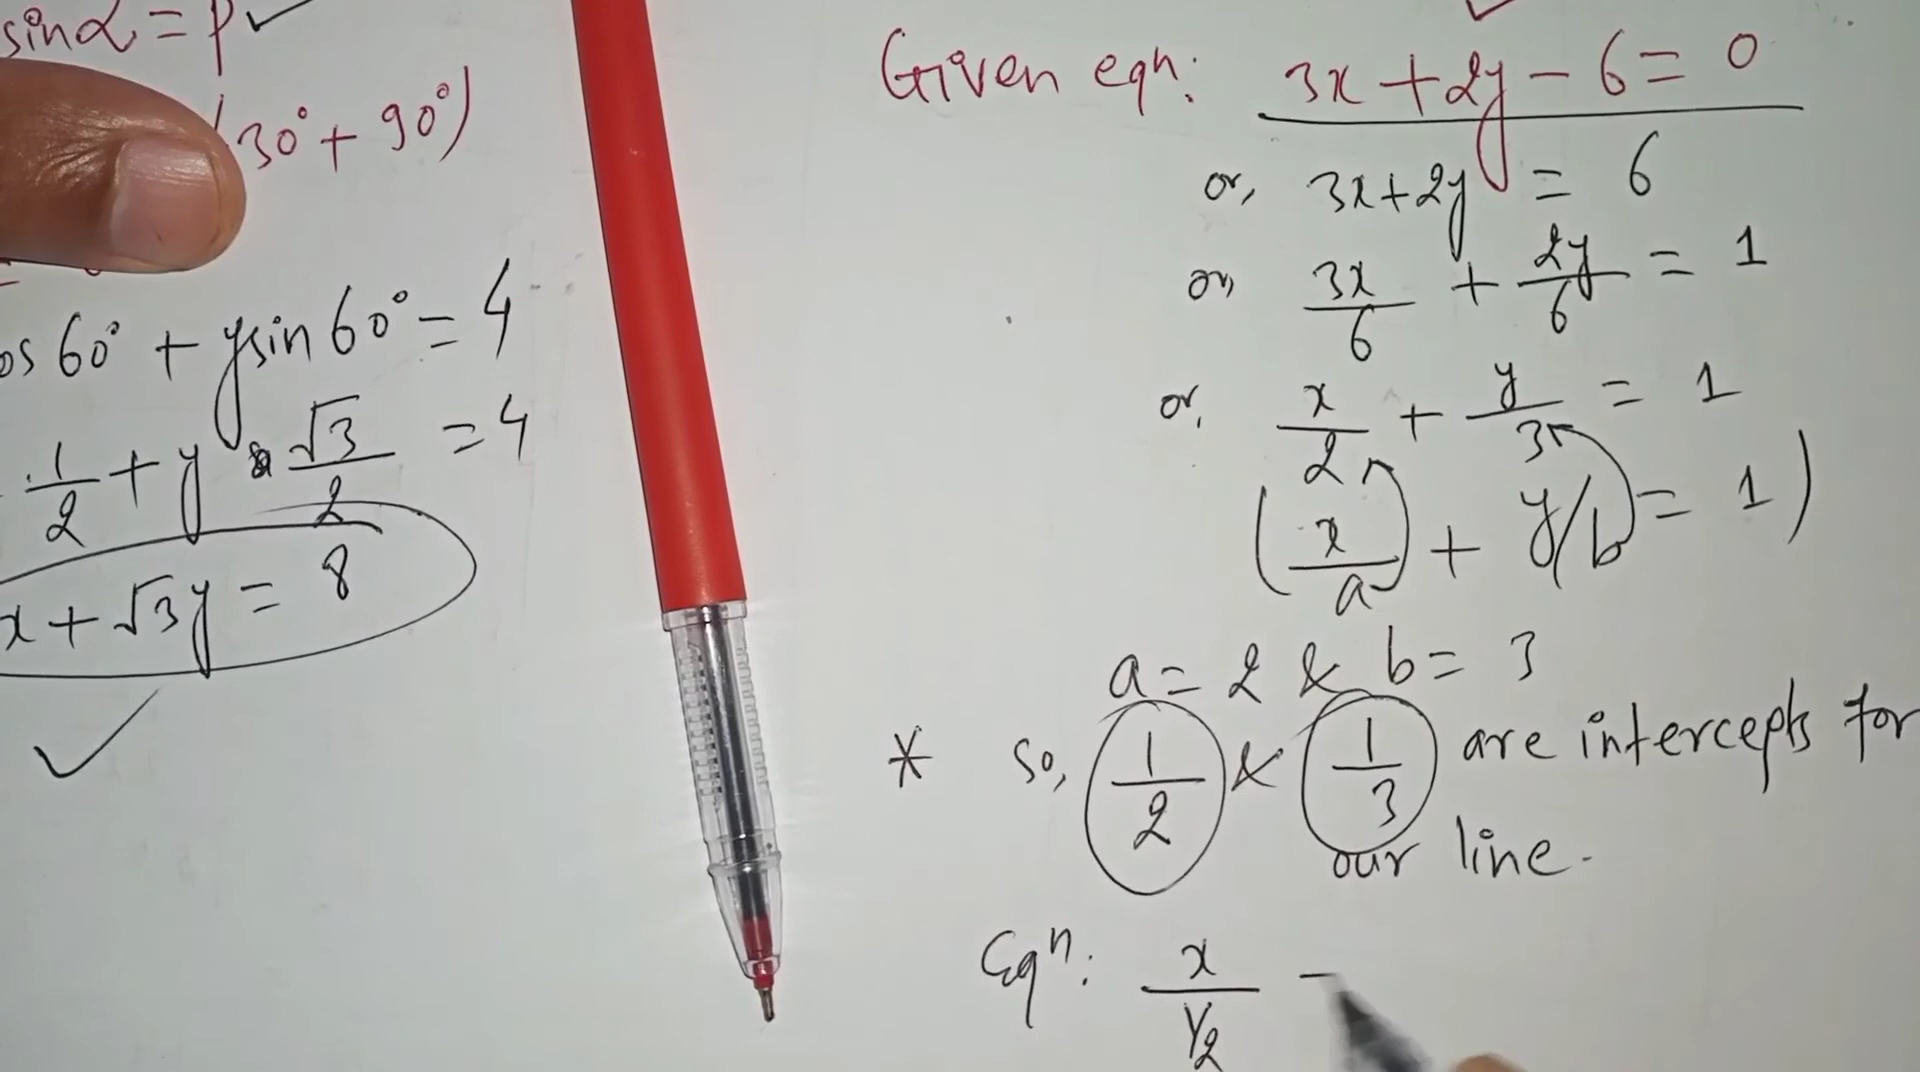 sinα = p ✓
(30° + 90°)
os 60° + y sin 60° = 4
1/2 + y √3/2 = 4
x + √3y = 8
Given eqn: 3x + 2y - 6 = 0
or, 3x + 2y = 6
or, 3x/6 + 2y/6 = 1
or, x/2 + y/3 = 1
(x/a + y/b = 1)
a = 2 & b = 3
* So, 1/2 & 1/3 are intercepts for
our line.
Eqn: x/1/2